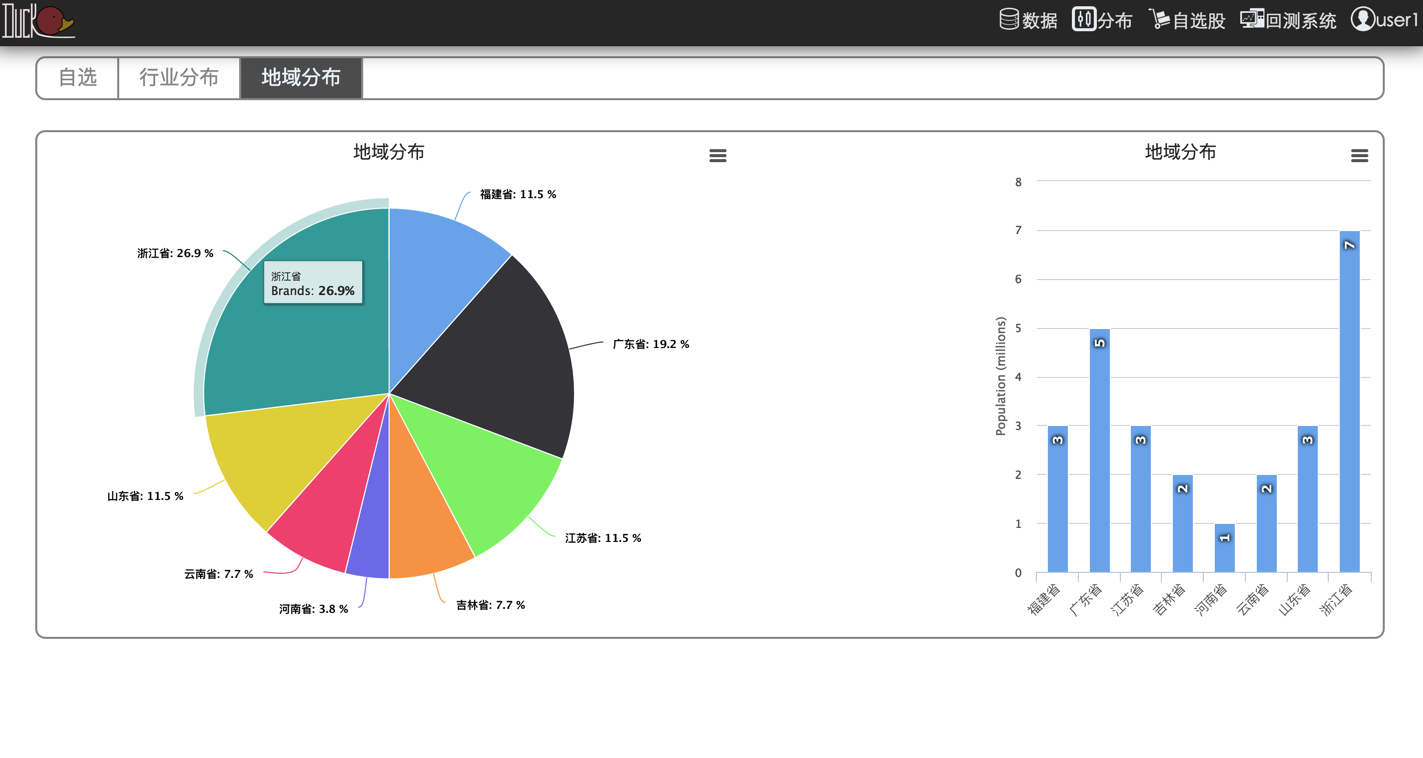 Duck
数据 分布 自选股 回测系统 user1
自选 行业分布 地域分布
地域分布
福建省: 11.5 %
浙江省: 26.9 %
浙江省
Brands: 26.9%
广东省: 19.2 %
山东省: 11.5 %
江苏省: 11.5 %
云南省: 7.7 %
河南省: 3.8 %
吉林省: 7.7 %
地域分布
Population (millions)
8
7
6
5
4
3
2
1
0
3 5 3 2 1 2 3 7
福建省 广东省 江苏省 吉林省 河南省 云南省 山东省 浙江省